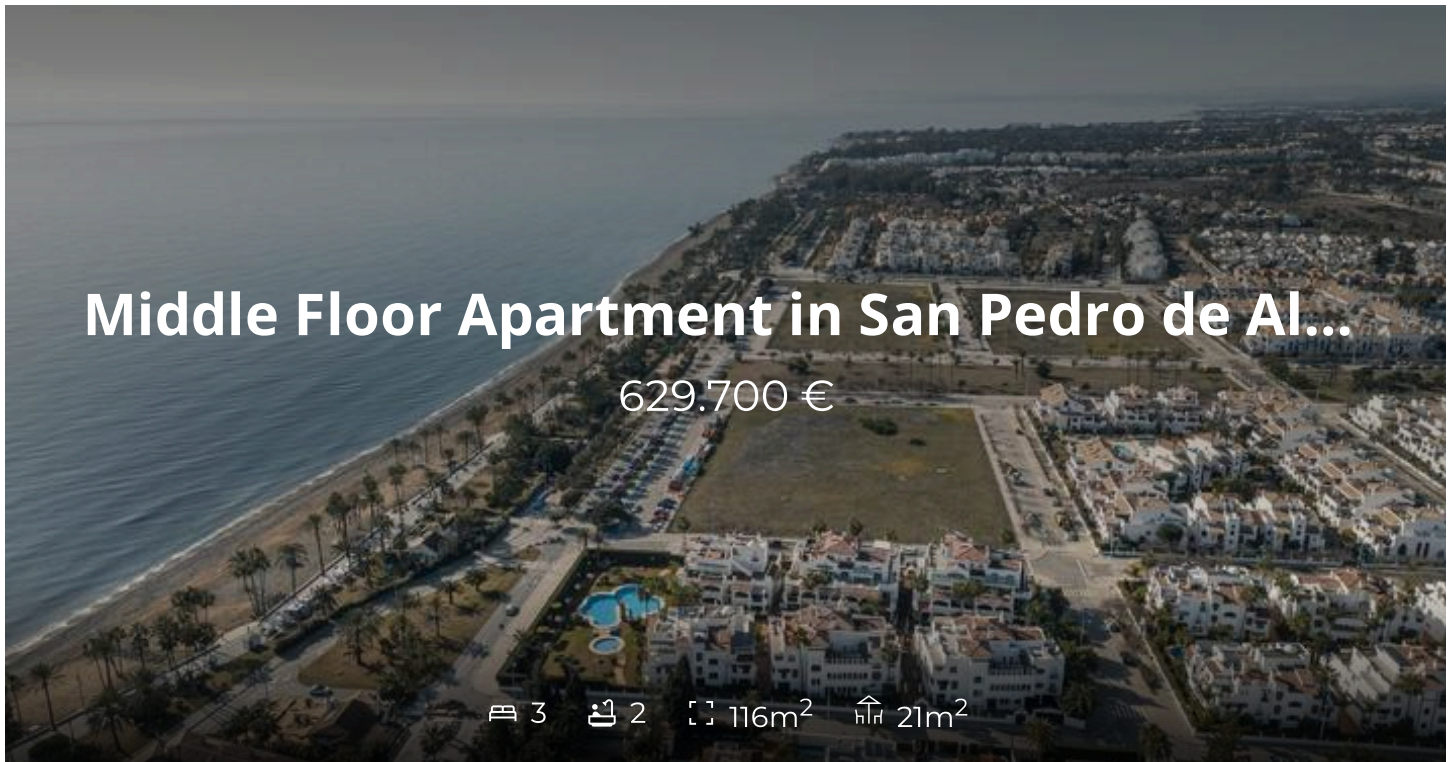 Middle Floor Apartment in San Pedro de Al...
629.700 €
3 2 116m² 21m²